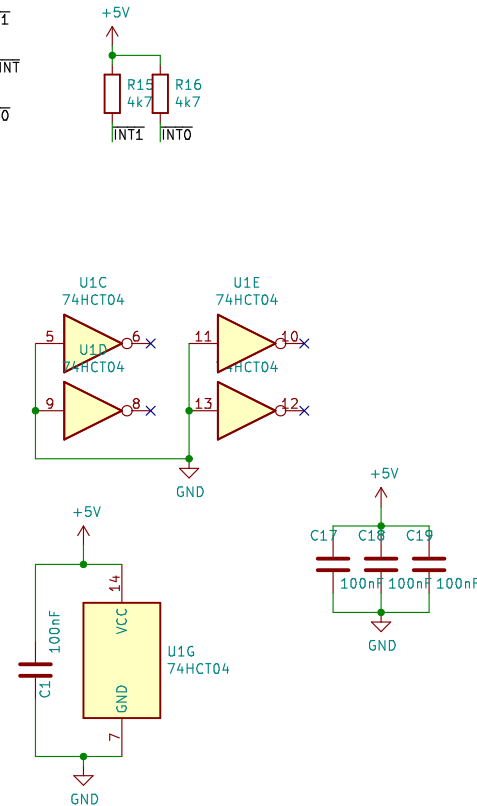 1
+5V
INT
R15
4k7
R16
4k7
0
INT1
INT0
U1C
74HCT04
U1E
74HCT04
5
6
11
10
U1D
74HCT04
4HCT04
9
8
13
12
GND
+5V
+5V
C17
C18
C19
100nF
100nF
100nF
GND
14
VCC
100nF
C1
U1G
74HCT04
GND
7
GND